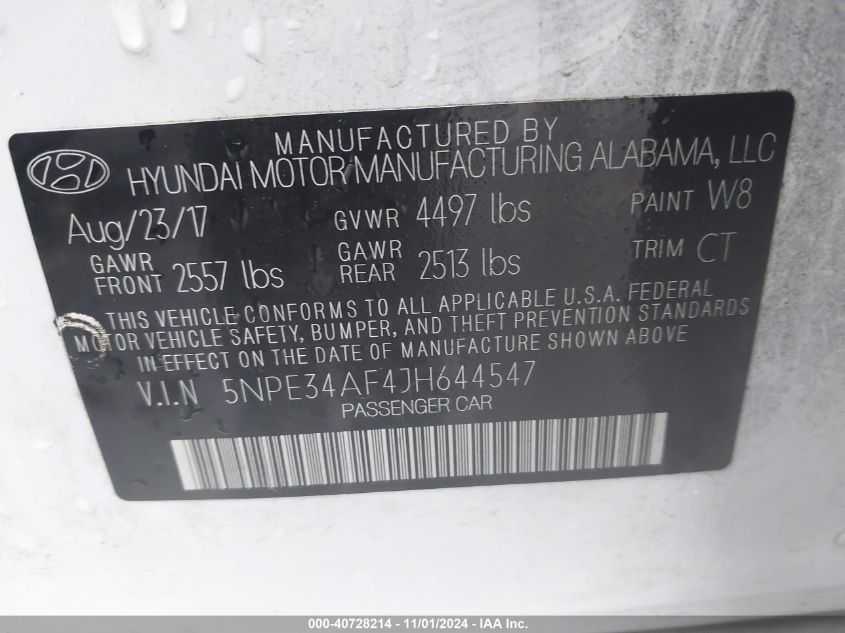 MANUFACTURED BY
HYUNDAI MOTOR MANUFACTURING ALABAMA, LLC
Aug/23/17 GVWR 4497 lbs PAINT W8
GAWR FRONT 2557 lbs GAWR REAR 2513 lbs TRIM CT
THIS VEHICLE CONFORMS TO ALL APPLICABLE U.S.A. FEDERAL
MOTOR VEHICLE SAFETY, BUMPER, AND THEFT PREVENTION STANDARDS
IN EFFECT ON THE DATE OF MANUFACTURE SHOWN ABOVE
V.I.N 5NPE34AF4JH644547
PASSENGER CAR
000-40728214 - 11/01/2024 - IAA Inc.